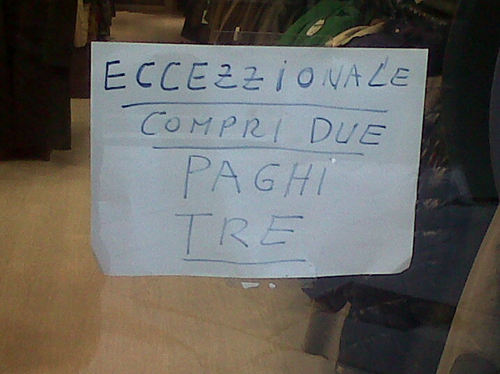 ECCEZZIONALE
COMPRI DUE
PAGHI
TRE